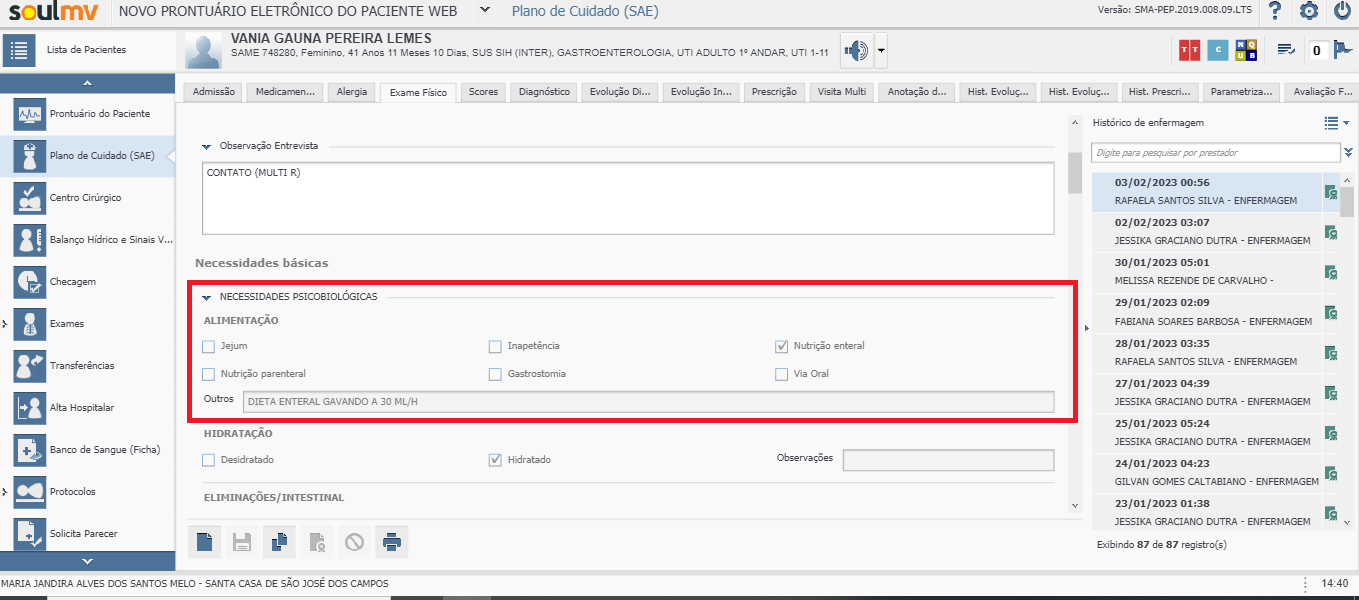 soulmv
NOVO PRONTUÁRIO ELETRÔNICO DO PACIENTE WEB
Plano de Cuidado (SAE)
Versão: SMA-PEP.2019.008.09.LTS
?
Lista de Pacientes
VANIA GAUNA PEREIRA LEMES
SAME 748280, Feminino, 41 Anos 11 Meses 10 Dias, SUS SIH (INTER), GASTROENTEROLOGIA, UTI ADULTO 1º ANDAR, UTI 1-11
T T
C
N Q
U B
0
Prontuário do Paciente
Plano de Cuidado (SAE)
Centro Cirúrgico
Balanço Hídrico e Sinais V...
Checagem
Exames
Transferências
Alta Hospitalar
Banco de Sangue (Ficha)
Protocolos
Solicita Parecer
Admissão
Medicamen...
Alergia
Exame Físico
Scores
Diagnóstico
Evolução Di...
Evolução In...
Prescrição
Visita Multi
Anotação d...
Hist. Evoluç...
Hist. Evoluç...
Hist. Prescri...
Parametriza...
Avaliação F...
Observação Entrevista
CONTATO (MULTI R)
Necessidades básicas
NECESSIDADES PSICOBIOLÓGICAS
ALIMENTAÇÃO
Jejum
Inapetência
Nutrição enteral
Nutrição parenteral
Gastrostomia
Via Oral
Outros
DIETA ENTERAL GAVANDO A 30 ML/H
HIDRATAÇÃO
Desidratado
Hidratado
Observações
ELIMINAÇÕES/INTESTINAL
Histórico de enfermagem
Digite para pesquisar por prestador
03/02/2023 00:56
RAFAELA SANTOS SILVA - ENFERMAGEM
02/02/2023 03:07
JESSIKA GRACIANO DUTRA - ENFERMAGEM
30/01/2023 05:01
MELISSA REZENDE DE CARVALHO -
29/01/2023 02:09
FABIANA SOARES BARBOSA - ENFERMAGEM
28/01/2023 03:35
RAFAELA SANTOS SILVA - ENFERMAGEM
27/01/2023 04:39
JESSIKA GRACIANO DUTRA - ENFERMAGEM
25/01/2023 05:24
JESSIKA GRACIANO DUTRA - ENFERMAGEM
24/01/2023 04:23
GILVAN GOMES CALTABIANO - ENFERMAGEM
23/01/2023 01:38
JESSIKA GRACIANO DUTRA - ENFERMAGEM
Exibindo 87 de 87 registro(s)
MARIA JANDIRA ALVES DOS SANTOS MELO - SANTA CASA DE SÃO JOSÉ DOS CAMPOS
14:40